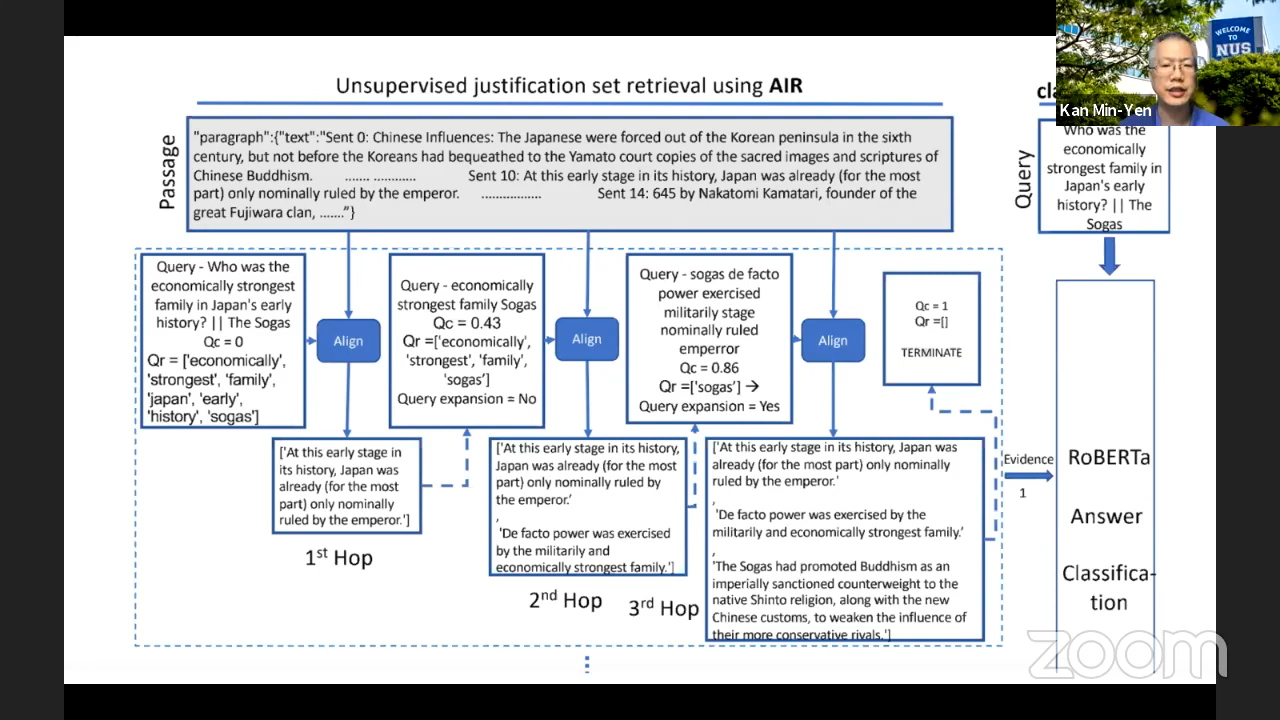 Unsupervised justification set retrieval using AIR
Passage
"paragraph":{"text":"Sent 0: Chinese Influences: The Japanese were forced out of the Korean peninsula in the sixth
century, but not before the Koreans had bequeathed to the Yamato court copies of the sacred images and scriptures of
Chinese Buddhism. ....... ............ Sent 10: At this early stage in its history, Japan was already (for the most
part) only nominally ruled by the emperor. ................. Sent 14: 645 by Nakatomi Kamatari, founder of the
great Fujiwara clan, ......."}
Query - Who was the
economically strongest
family in Japan's early
history? || The Sogas
Qc = 0
Qr = ['economically',
'strongest', 'family',
'japan', 'early',
'history', 'sogas']
Align
['At this early stage in
its history, Japan was
already (for the most
part) only nominally
ruled by the emperor.']
1st Hop
Query - economically
strongest family Sogas
Qc = 0.43
Qr =['economically',
'strongest', 'family',
'sogas']
Query expansion = No
Align
['At this early stage in its history,
Japan was already (for the most
part) only nominally ruled by
the emperor.'
,
'De facto power was exercised
by the militarily and
economically strongest family.']
2nd Hop
Query - sogas de facto
power exercised
militarily stage
nominally ruled
emperror
Qc = 0.86
Qr =['sogas'] →
Query expansion = Yes
Align
['At this early stage in its history, Japan was
already (for the most part) only nominally
ruled by the emperor.'
,
'De facto power was exercised by the
militarily and economically strongest family.'
,
'The Sogas had promoted Buddhism as an
imperially sanctioned counterweight to the
native Shinto religion, along with the new
Chinese customs, to weaken the influence of
their more conservative rivals.']
3rd Hop
Qc = 1
Qr =[]
TERMINATE
Evidence
1
Query
Who was the
economically
strongest family in
Japan's early
history? || The
Sogas
RoBERTa
Answer
Classifica-
tion
WELCOME
TO
NUS
Kan Min-Yen
zoom